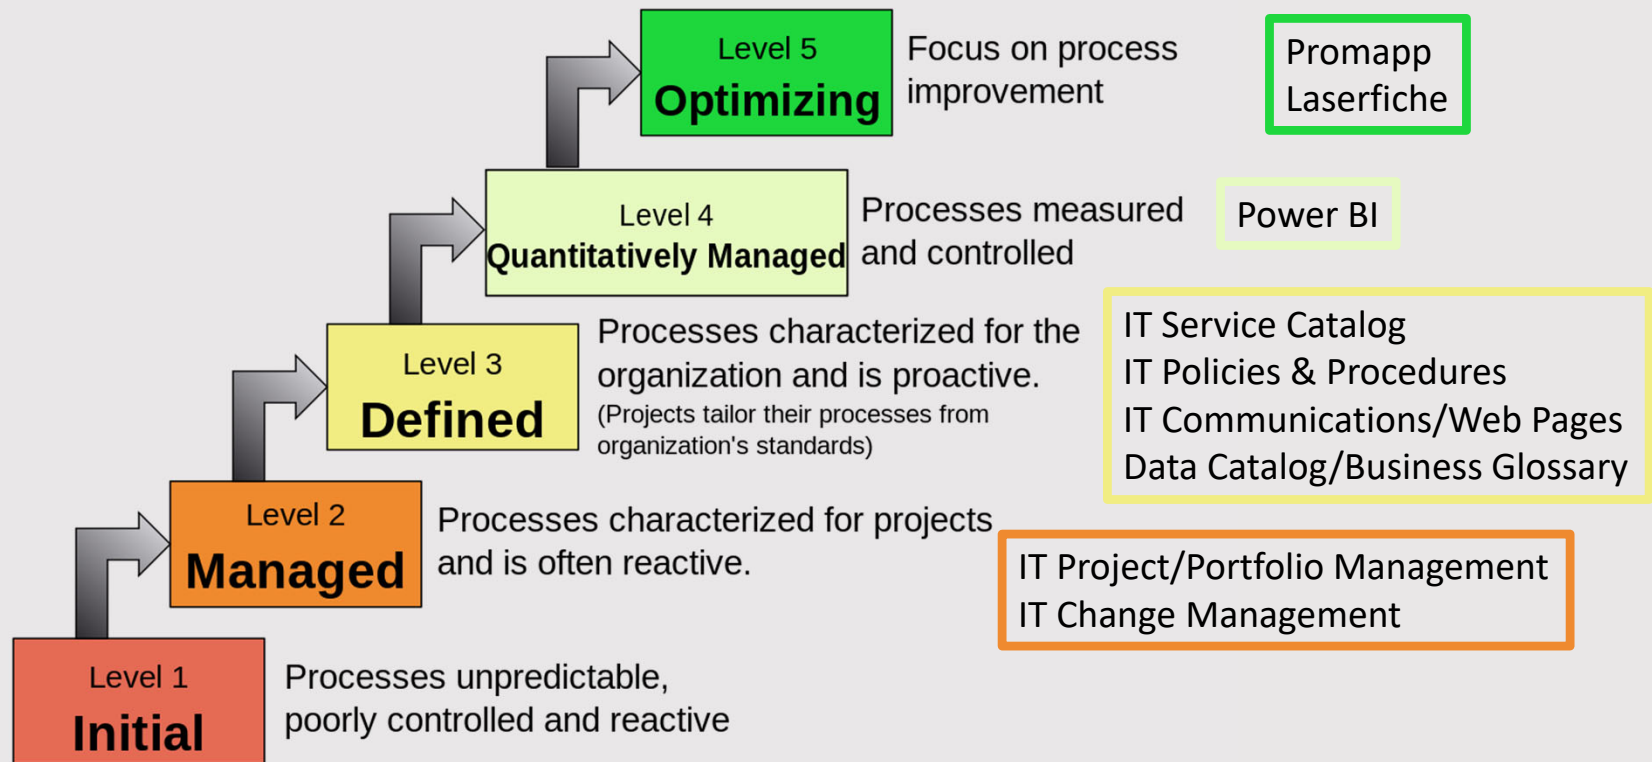 Level 5
Optimizing
Focus on process
improvement
Promapp
Laserfiche
Level 4
Quantitatively Managed
Processes measured
and controlled
Power BI
Level 3
Defined
Processes characterized for the
organization and is proactive.
(Projects tailor their processes from
organization's standards)
IT Service Catalog
IT Policies & Procedures
IT Communications/Web Pages
Data Catalog/Business Glossary
Level 2
Managed
Processes characterized for projects
and is often reactive.
IT Project/Portfolio Management
IT Change Management
Level 1
Initial
Processes unpredictable,
poorly controlled and reactive